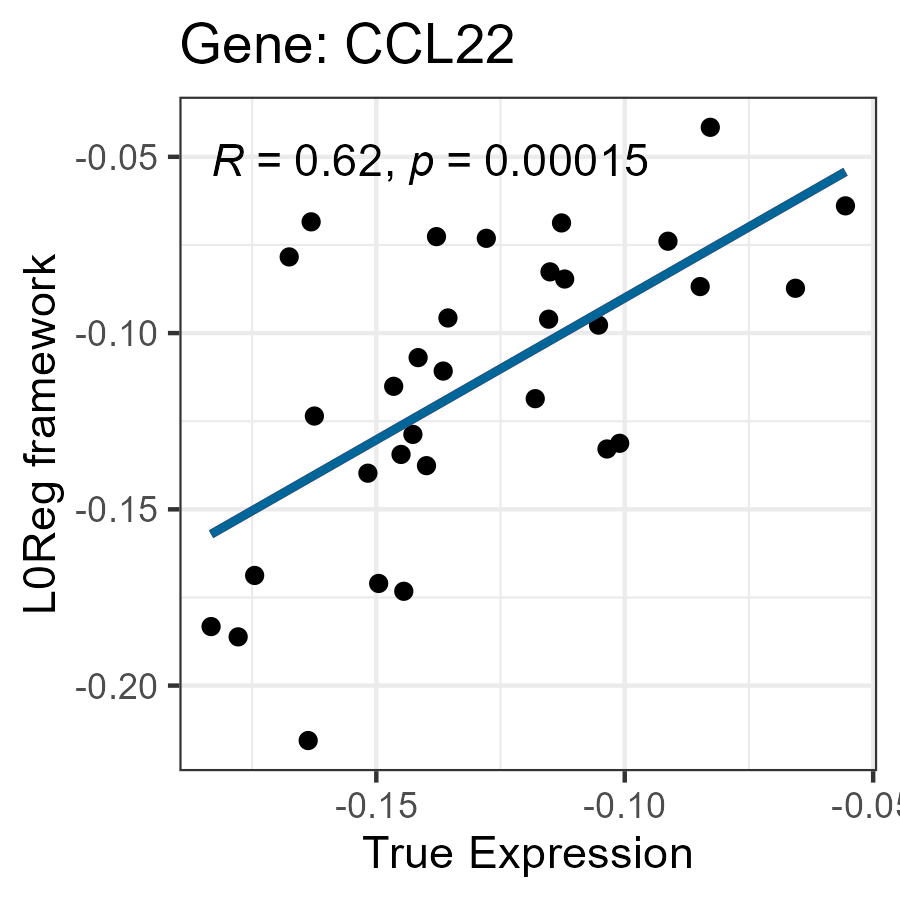 Gene: CCL22
R = 0.62, p = 0.00015
-0.05
-0.10
-0.15
-0.20
L0Reg framework
-0.15
-0.10
-0.05
True Expression